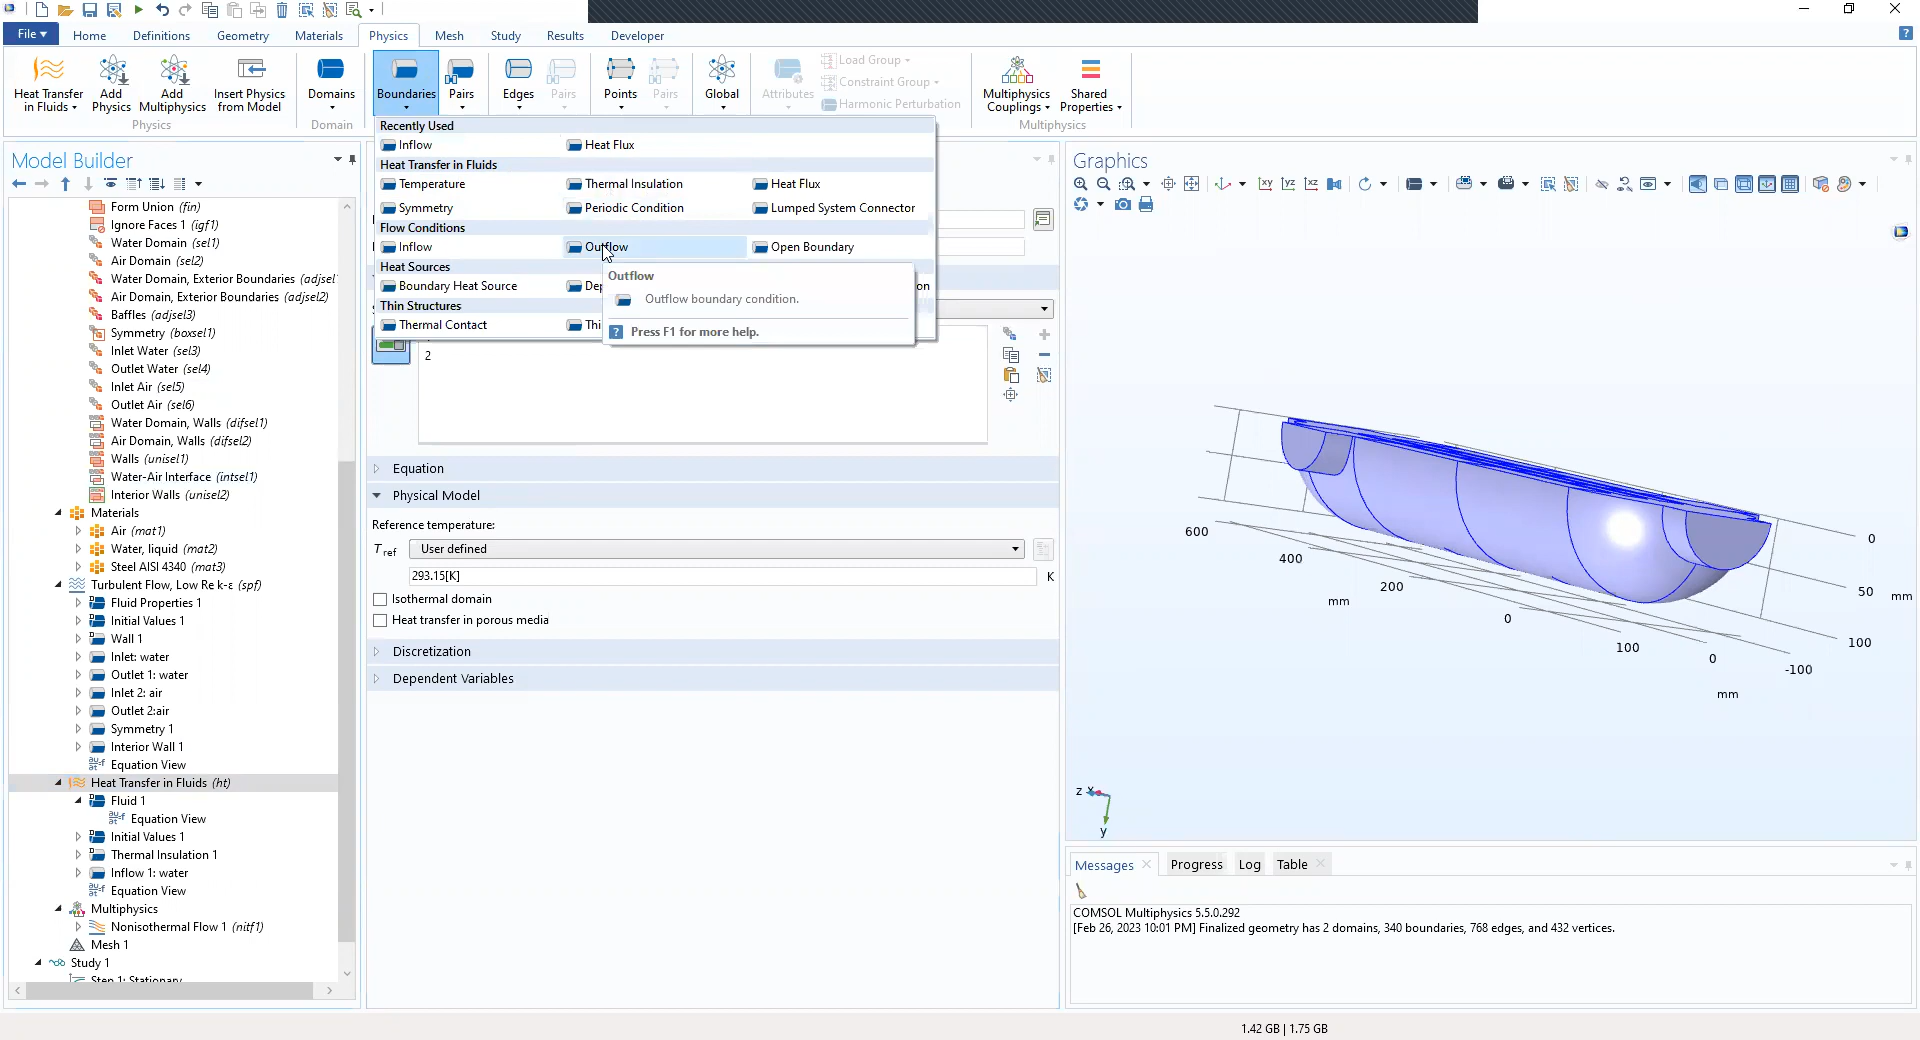 File
Home Definitions Geometry Materials Physics Mesh Study Results Developer
Heat Transfer in Fluids
Add Physics
Add Multiphysics
Insert Physics from Model
Physics
Domains
Domain
Boundaries
Pairs
Edges
Pairs
Points
Pairs
Global
Attributes
Load Group
Constraint Group
Harmonic Perturbation
Multiphysics Couplings
Shared Properties
Multiphysics
Recently Used
Inflow Heat Flux
Heat Transfer in Fluids
Temperature Thermal Insulation Heat Flux
Symmetry Periodic Condition Lumped System Connector
Flow Conditions
Inflow Outflow Open Boundary
Heat Sources
Boundary Heat Source
Thin Structures
Thermal Contact
Outflow
Outflow boundary condition.
? Press F1 for more help.
Model Builder
Form Union (fin)
Ignore Faces 1 (igf1)
Water Domain (sel1)
Air Domain (sel2)
Water Domain, Exterior Boundaries (adjsel
Air Domain, Exterior Boundaries (adjsel2)
Baffles (adjsel3)
Symmetry (boxsel1)
Inlet Water (sel3)
Outlet Water (sel4)
Inlet Air (sel5)
Outlet Air (sel6)
Water Domain, Walls (difsel1)
Air Domain, Walls (difsel2)
Walls (unisel1)
Water-Air Interface (intsel1)
Interior Walls (unisel2)
Materials
Air (mat1)
Water, liquid (mat2)
Steel AISI 4340 (mat3)
Turbulent Flow, Low Re k-ε (spf)
Fluid Properties 1
Initial Values 1
Wall 1
Inlet: water
Outlet 1: water
Inlet 2: air
Outlet 2:air
Symmetry 1
Interior Wall 1
Equation View
Heat Transfer in Fluids (ht)
Fluid 1
Equation View
Initial Values 1
Thermal Insulation 1
Inflow 1: water
Equation View
Multiphysics
Nonisothermal Flow 1 (nitf1)
Mesh 1
Study 1
Step 1: Stationary
2
Equation
Physical Model
Reference temperature:
T ref User defined
293.15[K] K
Isothermal domain
Heat transfer in porous media
Discretization
Dependent Variables
Graphics
xy yz xz
600
400
200
mm
0
100
0
-100
mm
0
50
mm
100
z x
y
Messages Progress Log Table
COMSOL Multiphysics 5.5.0.292
[Feb 26, 2023 10:01 PM] Finalized geometry has 2 domains, 340 boundaries, 768 edges, and 432 vertices.
1.42 GB | 1.75 GB